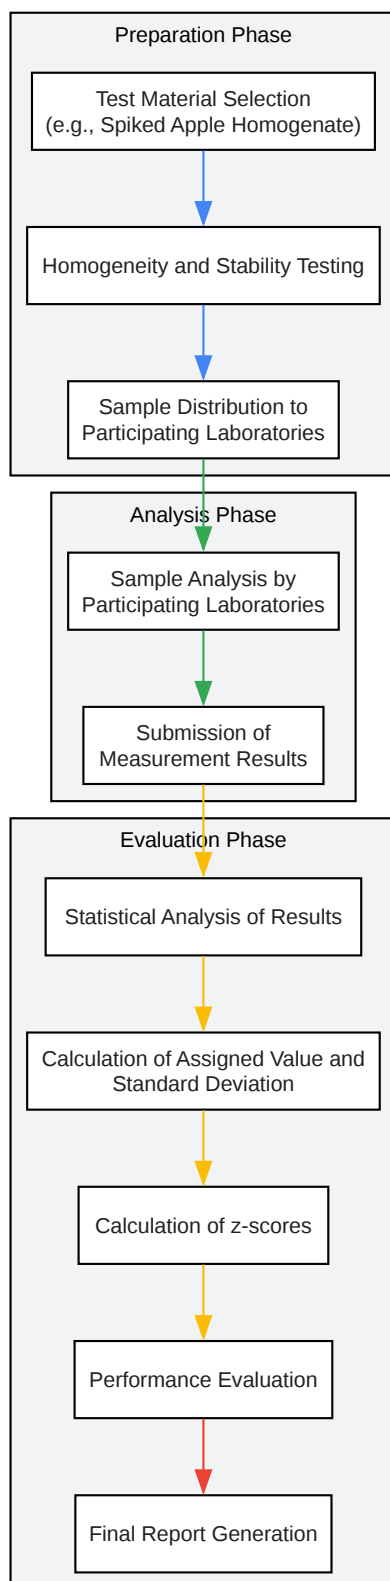 Preparation Phase
Test Material Selection
(e.g., Spiked Apple Homogenate)
Homogeneity and Stability Testing
Sample Distribution to
Participating Laboratories
Analysis Phase
Sample Analysis by
Participating Laboratories
Submission of
Measurement Results
Evaluation Phase
Statistical Analysis of Results
Calculation of Assigned Value and
Standard Deviation
Calculation of z-scores
Performance Evaluation
Final Report Generation